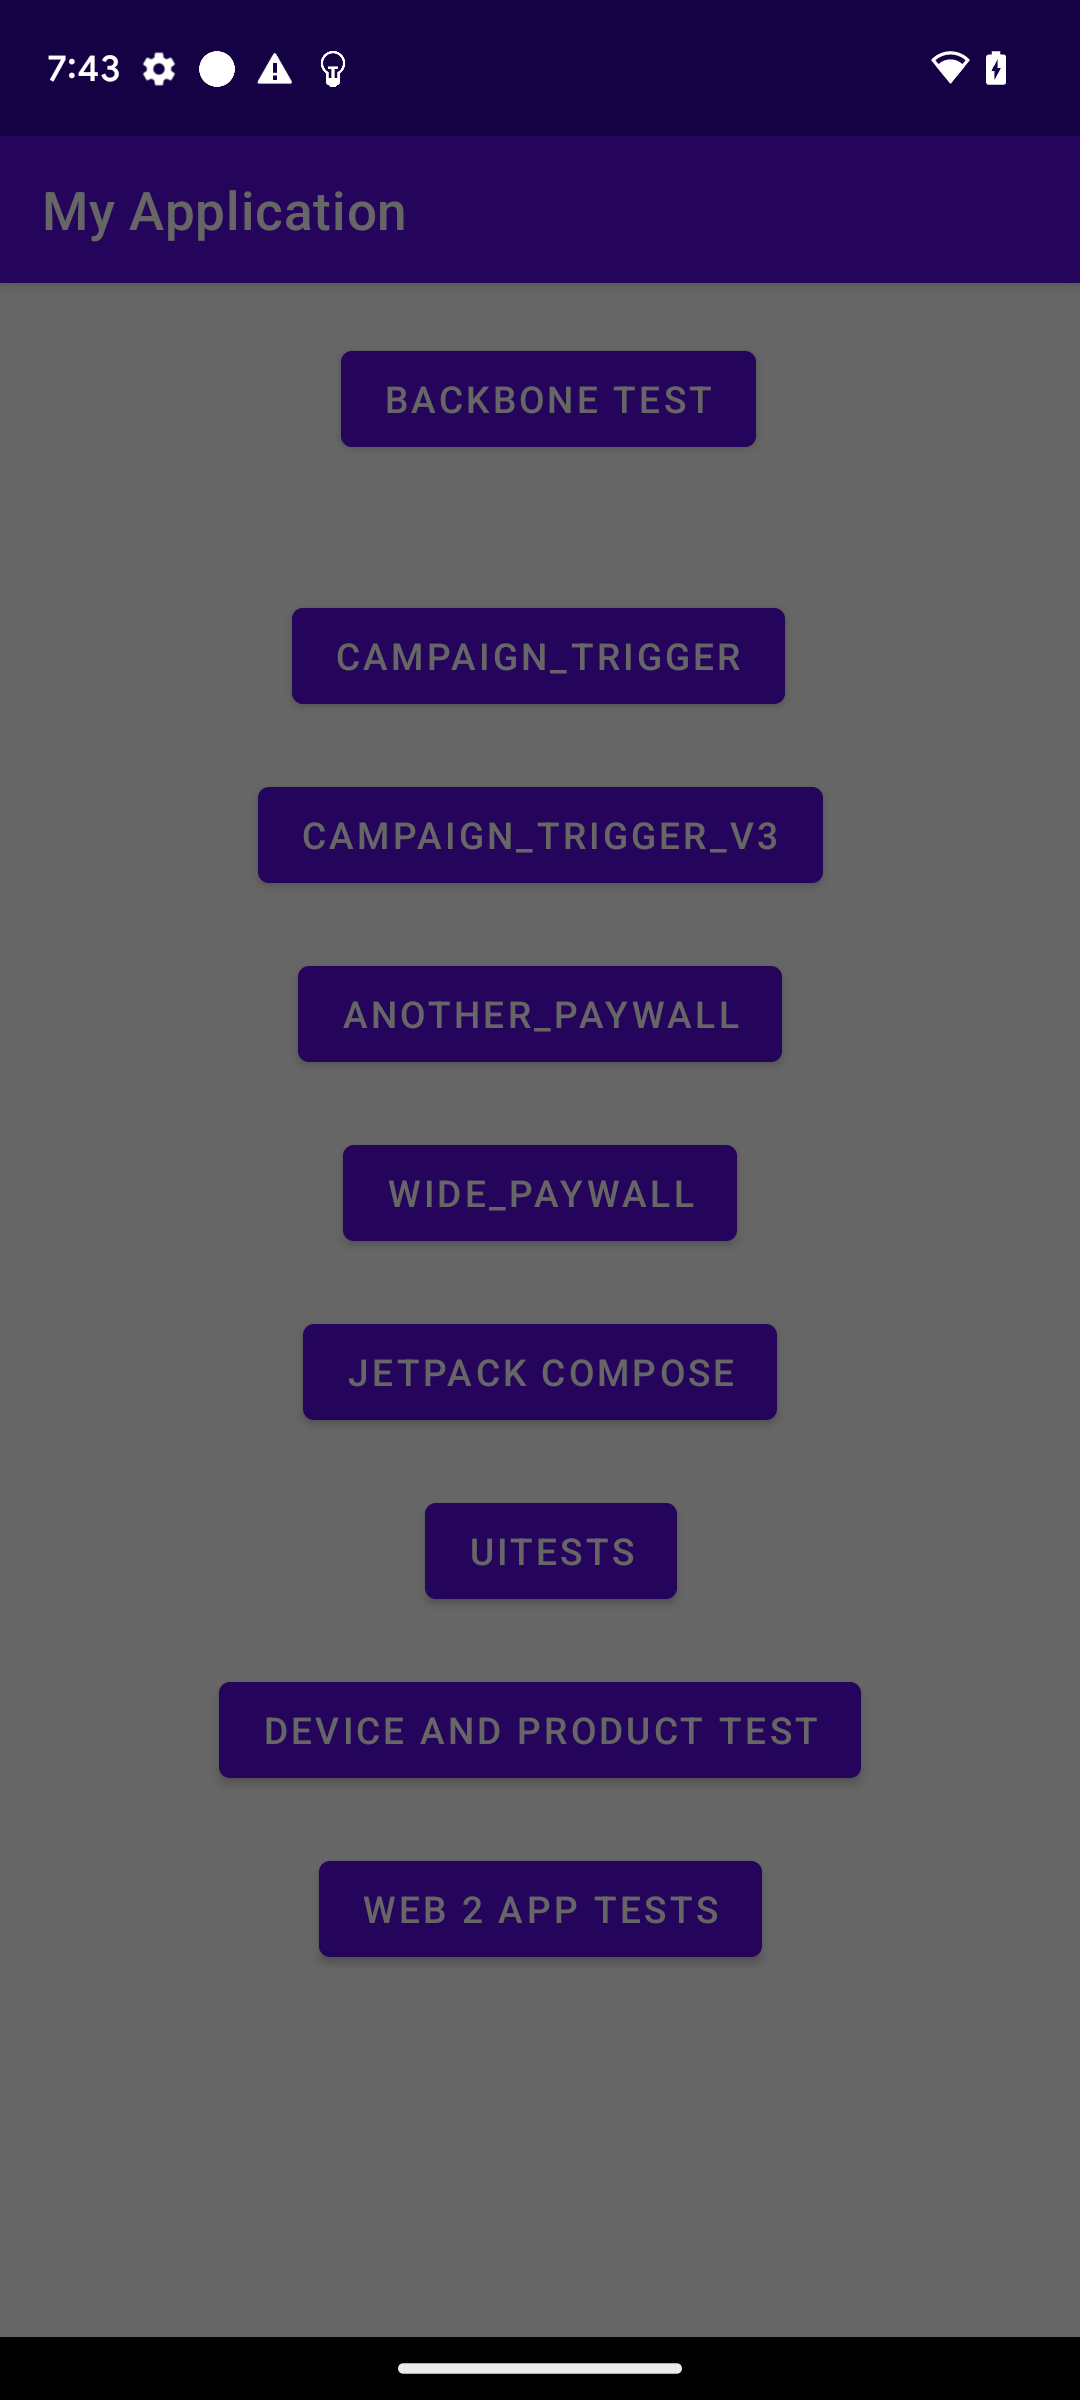 7:43
My Application
BACKBONE TEST
CAMPAIGN_TRIGGER
CAMPAIGN_TRIGGER_V3
ANOTHER_PAYWALL
WIDE_PAYWALL
JETPACK COMPOSE
UITESTS
DEVICE AND PRODUCT TEST
WEB 2 APP TESTS